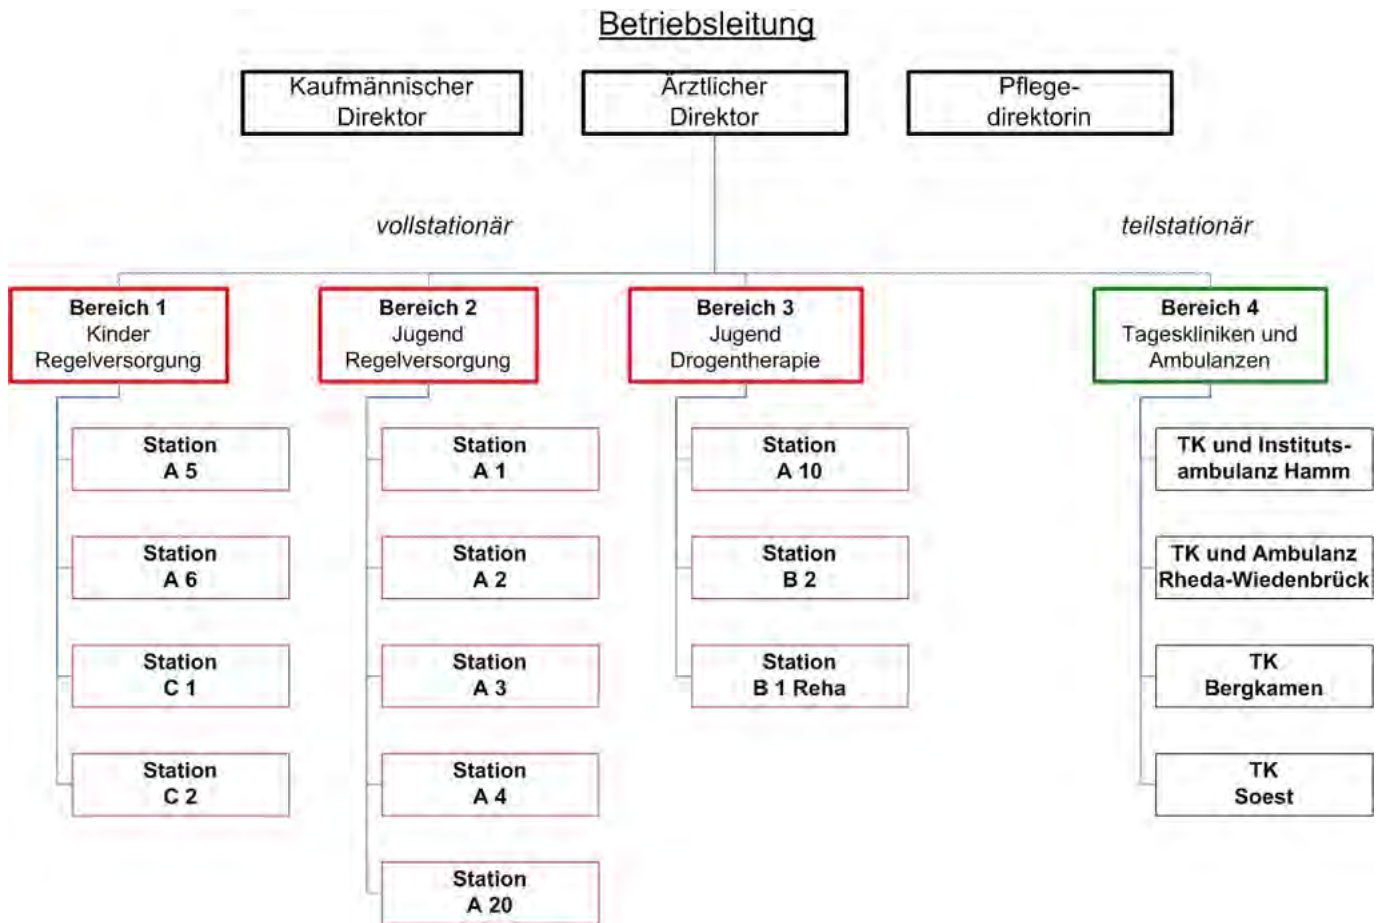 Betriebsleitung
Kaufmännischer
Direktor
Ärztlicher
Direktor
Pflege-
direktorin
vollstationär
teilstationär
Bereich 1
Kinder
Regelversorgung
Bereich 2
Jugend
Regelversorgung
Bereich 3
Jugend
Drogentherapie
Bereich 4
Tageskliniken und
Ambulanzen
Station
A 5
Station
A 6
Station
C 1
Station
C 2
Station
A 1
Station
A 2
Station
A 3
Station
A 4
Station
A 20
Station
A 10
Station
B 2
Station
B 1 Reha
TK und Instituts-
ambulanz Hamm
TK und Ambulanz
Rheda-Wiedenbrück
TK
Bergkamen
TK
Soest